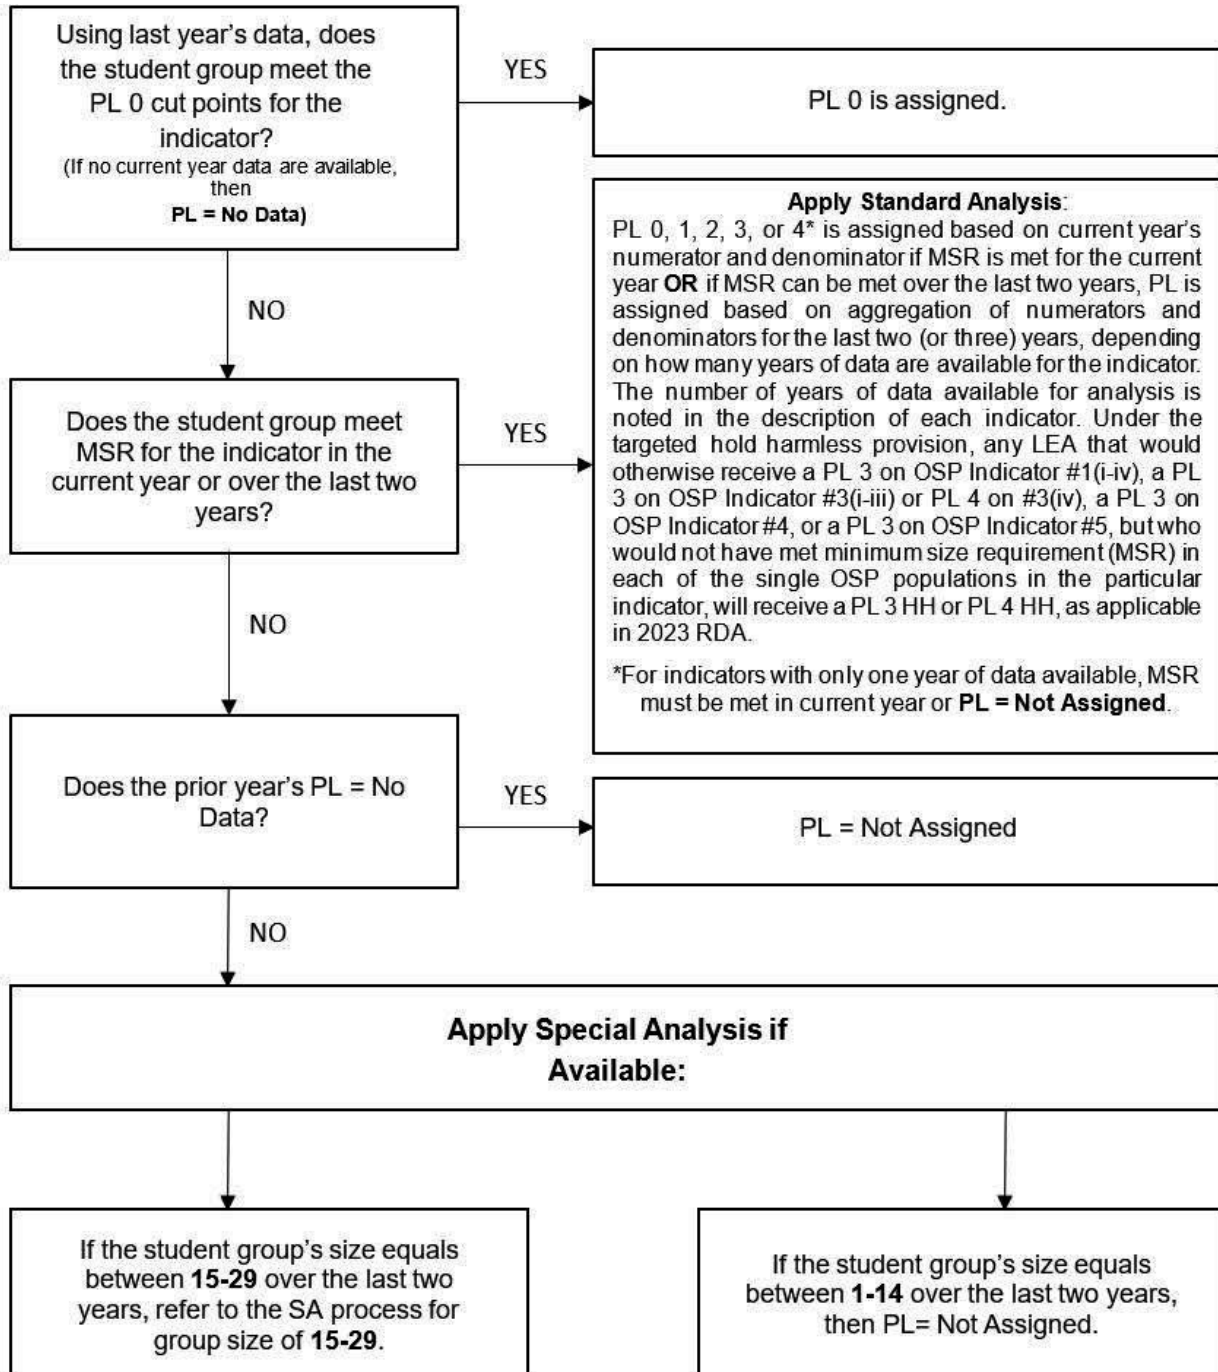 Using last year's data, does
the student group meet the
PL 0 cut points for the
indicator?
(If no current year data are available,
then
PL = No Data)
YES
PL 0 is assigned.
NO
Apply Standard Analysis:
PL 0, 1, 2, 3, or 4* is assigned based on current year's
numerator and denominator if MSR is met for the current
year OR if MSR can be met over the last two years, PL is
assigned based on aggregation of numerators and
denominators for the last two (or three) years, depending
on how many years of data are available for the indicator.
The number of years of data available for analysis is
noted in the description of each indicator. Under the
targeted hold harmless provision, any LEA that would
otherwise receive a PL 3 on OSP Indicator #1(i-iv), a PL
3 on OSP Indicator #3(i-iii) or PL 4 on #3(iv), a PL 3 on
OSP Indicator #4, or a PL 3 on OSP Indicator #5, but who
would not have met minimum size requirement (MSR) in
each of the single OSP populations in the particular
indicator, will receive a PL 3 HH or PL 4 HH, as applicable
in 2023 RDA.
*For indicators with only one year of data available, MSR
must be met in current year or PL = Not Assigned.
Does the student group meet
MSR for the indicator in the
current year or over the last two
years?
YES
NO
Does the prior year's PL = No
Data?
YES
PL = Not Assigned
NO
Apply Special Analysis if
Available:
If the student group's size equals
between 15-29 over the last two
years, refer to the SA process for
group size of 15-29.
If the student group's size equals
between 1-14 over the last two years,
then PL= Not Assigned.